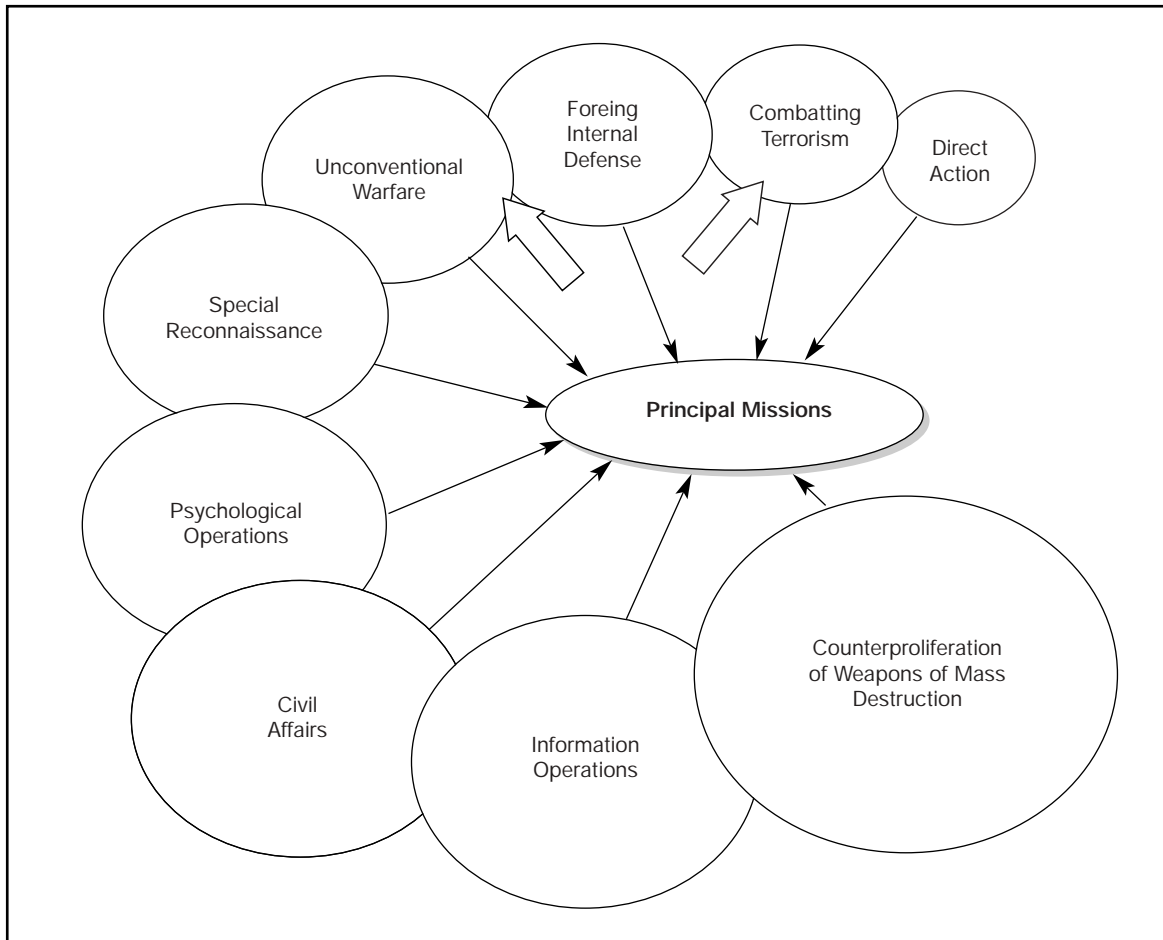 Foreing
Internal
Defense
Combatting
Terrorism
Direct
Action
Unconventional
Warfare
Special
Reconnaissance
Principal Missions
Psychological
Operations
Counterproliferation
of Weapons of Mass
Destruction
Civil
Affairs
Information
Operations